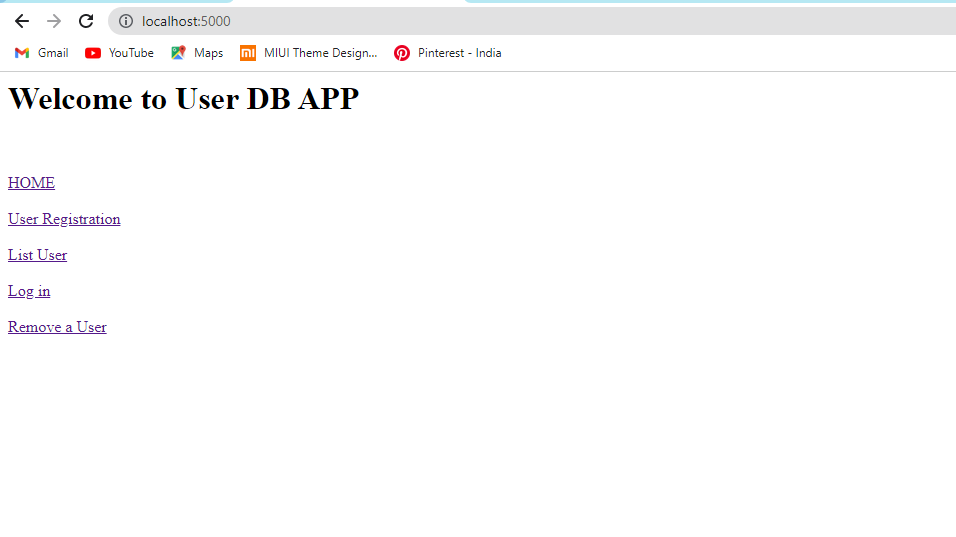 localhost:5000
Gmail YouTube Maps MIUI Theme Design... Pinterest - India
Welcome to User DB APP
HOME
User Registration
List User
Log in
Remove a User